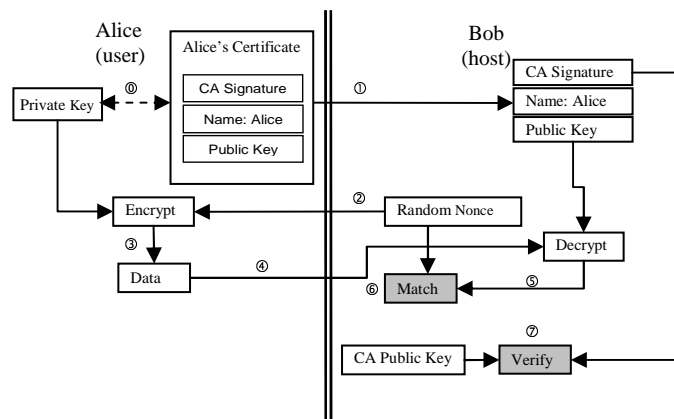 Alice
(user)
Bob
(host)
Alice’s Certificate
CA Signature
Name: Alice
Public Key
Private Key
⓪
①
CA Signature
Name: Alice
Public Key
Encrypt
②
Random Nonce
③
Data
④
Decrypt
⑤
⑥
Match
⑦
CA Public Key
Verify